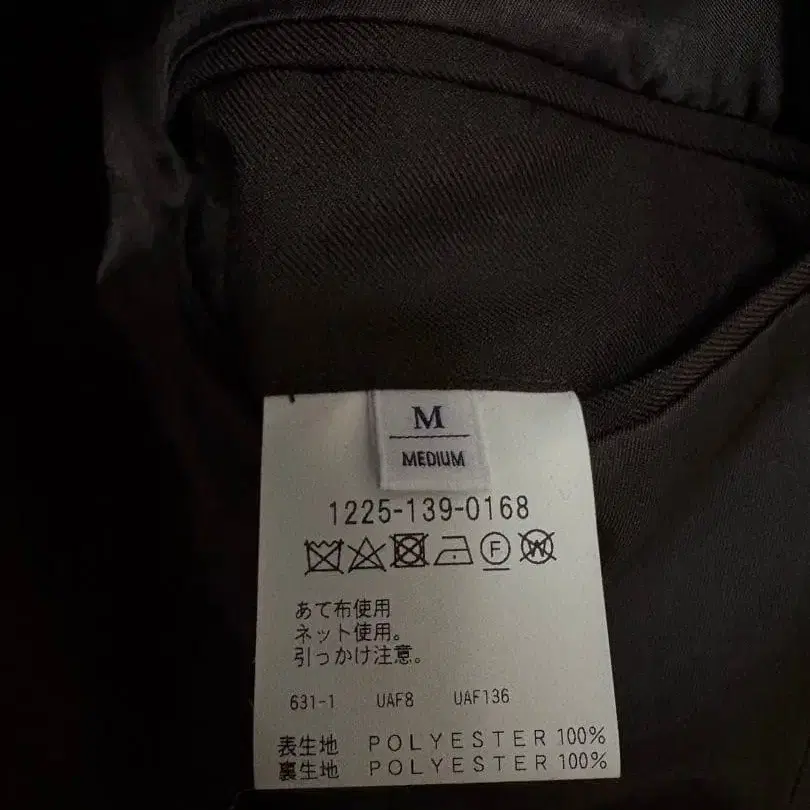 M
MEDIUM
1225-139-0168
F W
あて布使用
ネット使用。
引っかけ注意。
631-1 UAF8 UAF136
表生地 POLYESTER 100%
裏生地 POLYESTER 100%